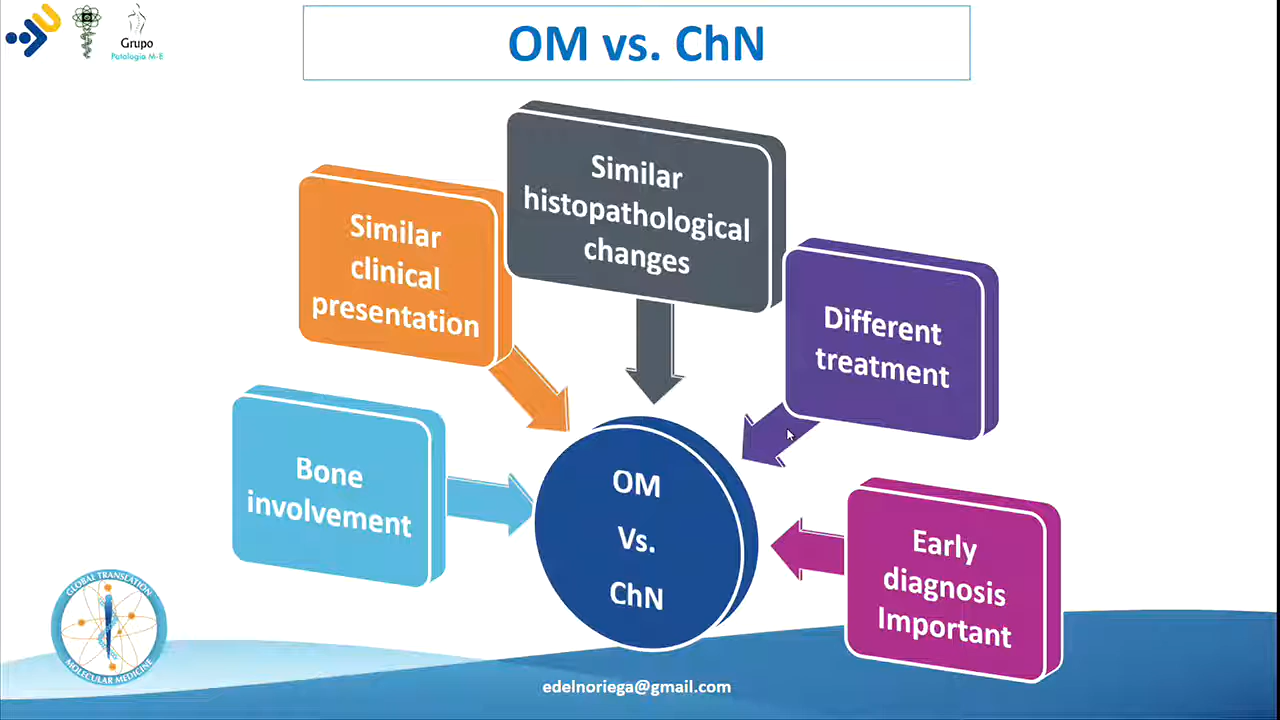 Grupo
Patología M-E
OM vs. ChN
Similar
histopathological
changes
Similar
clinical
presentation
Different
treatment
Bone
involvement
OM
Vs.
ChN
Early
diagnosis
Important
GLOBAL TRANSLATION
MOLECULAR MEDICINE
edelnoriega@gmail.com